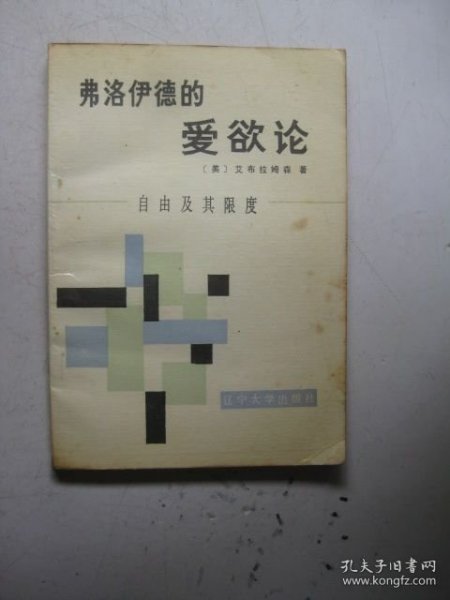 弗洛伊德的
爱欲论
〔美〕艾布拉姆森 著
自由及其限度
辽宁大学出版社
孔夫子旧书网
www.kongfz.com